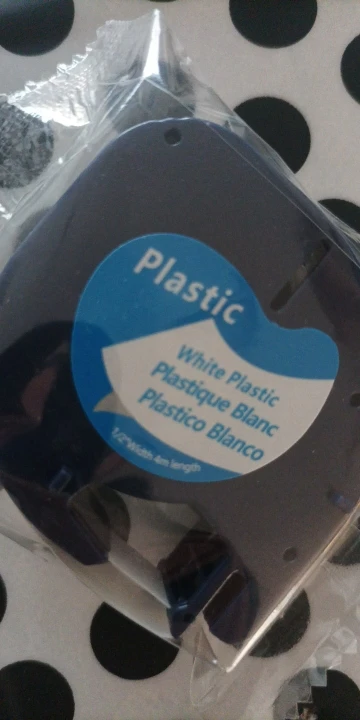 Plastic
White Plastic
Plastique Blanc
Plastico Blanco
1/2"Width 4m length